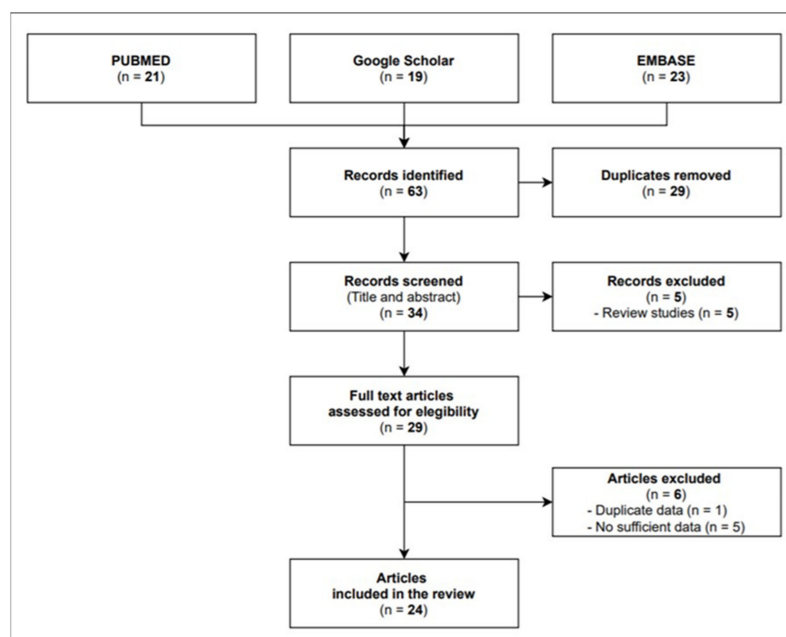 PUBMED
(n = 21)
Google Scholar
(n = 19)
EMBASE
(n = 23)
Records identified
(n = 63)
Duplicates removed
(n = 29)
Records screened
(Title and abstract)
(n = 34)
Records excluded
(n = 5)
- Review studies (n = 5)
Full text articles
assessed for elegibility
(n = 29)
Articles excluded
(n = 6)
- Duplicate data (n = 1)
- No sufficient data (n = 5)
Articles
included in the review
(n = 24)